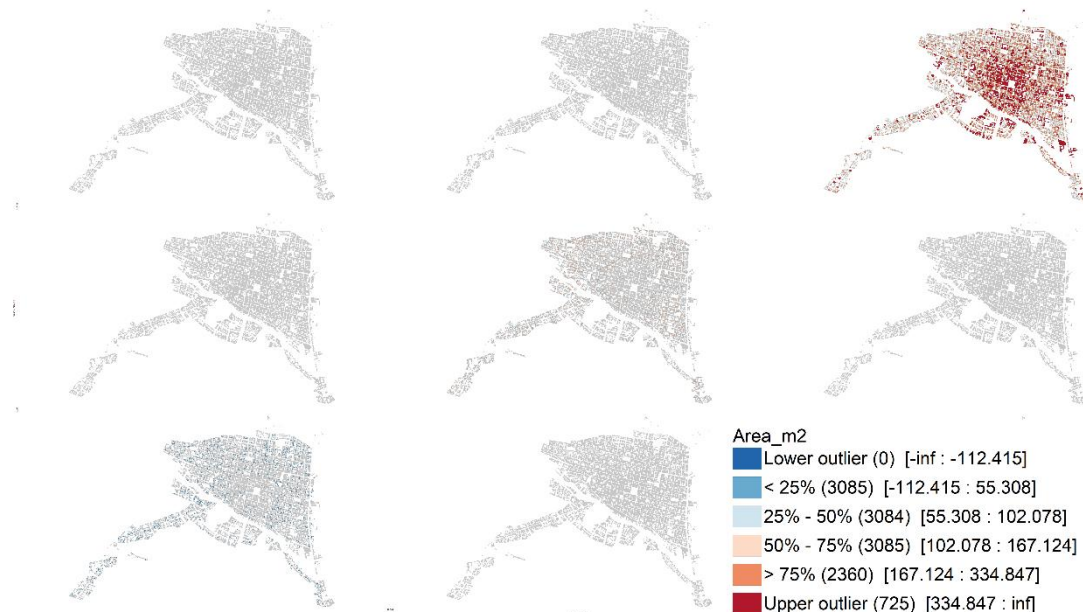 Area_m2
Lower outlier (0) [-inf : -112.415]
< 25% (3085) [-112.415 : 55.308]
25% - 50% (3084) [55.308 : 102.078]
50% - 75% (3085) [102.078 : 167.124]
> 75% (2360) [167.124 : 334.847]
Upper outlier (725) [334.847 : inf]